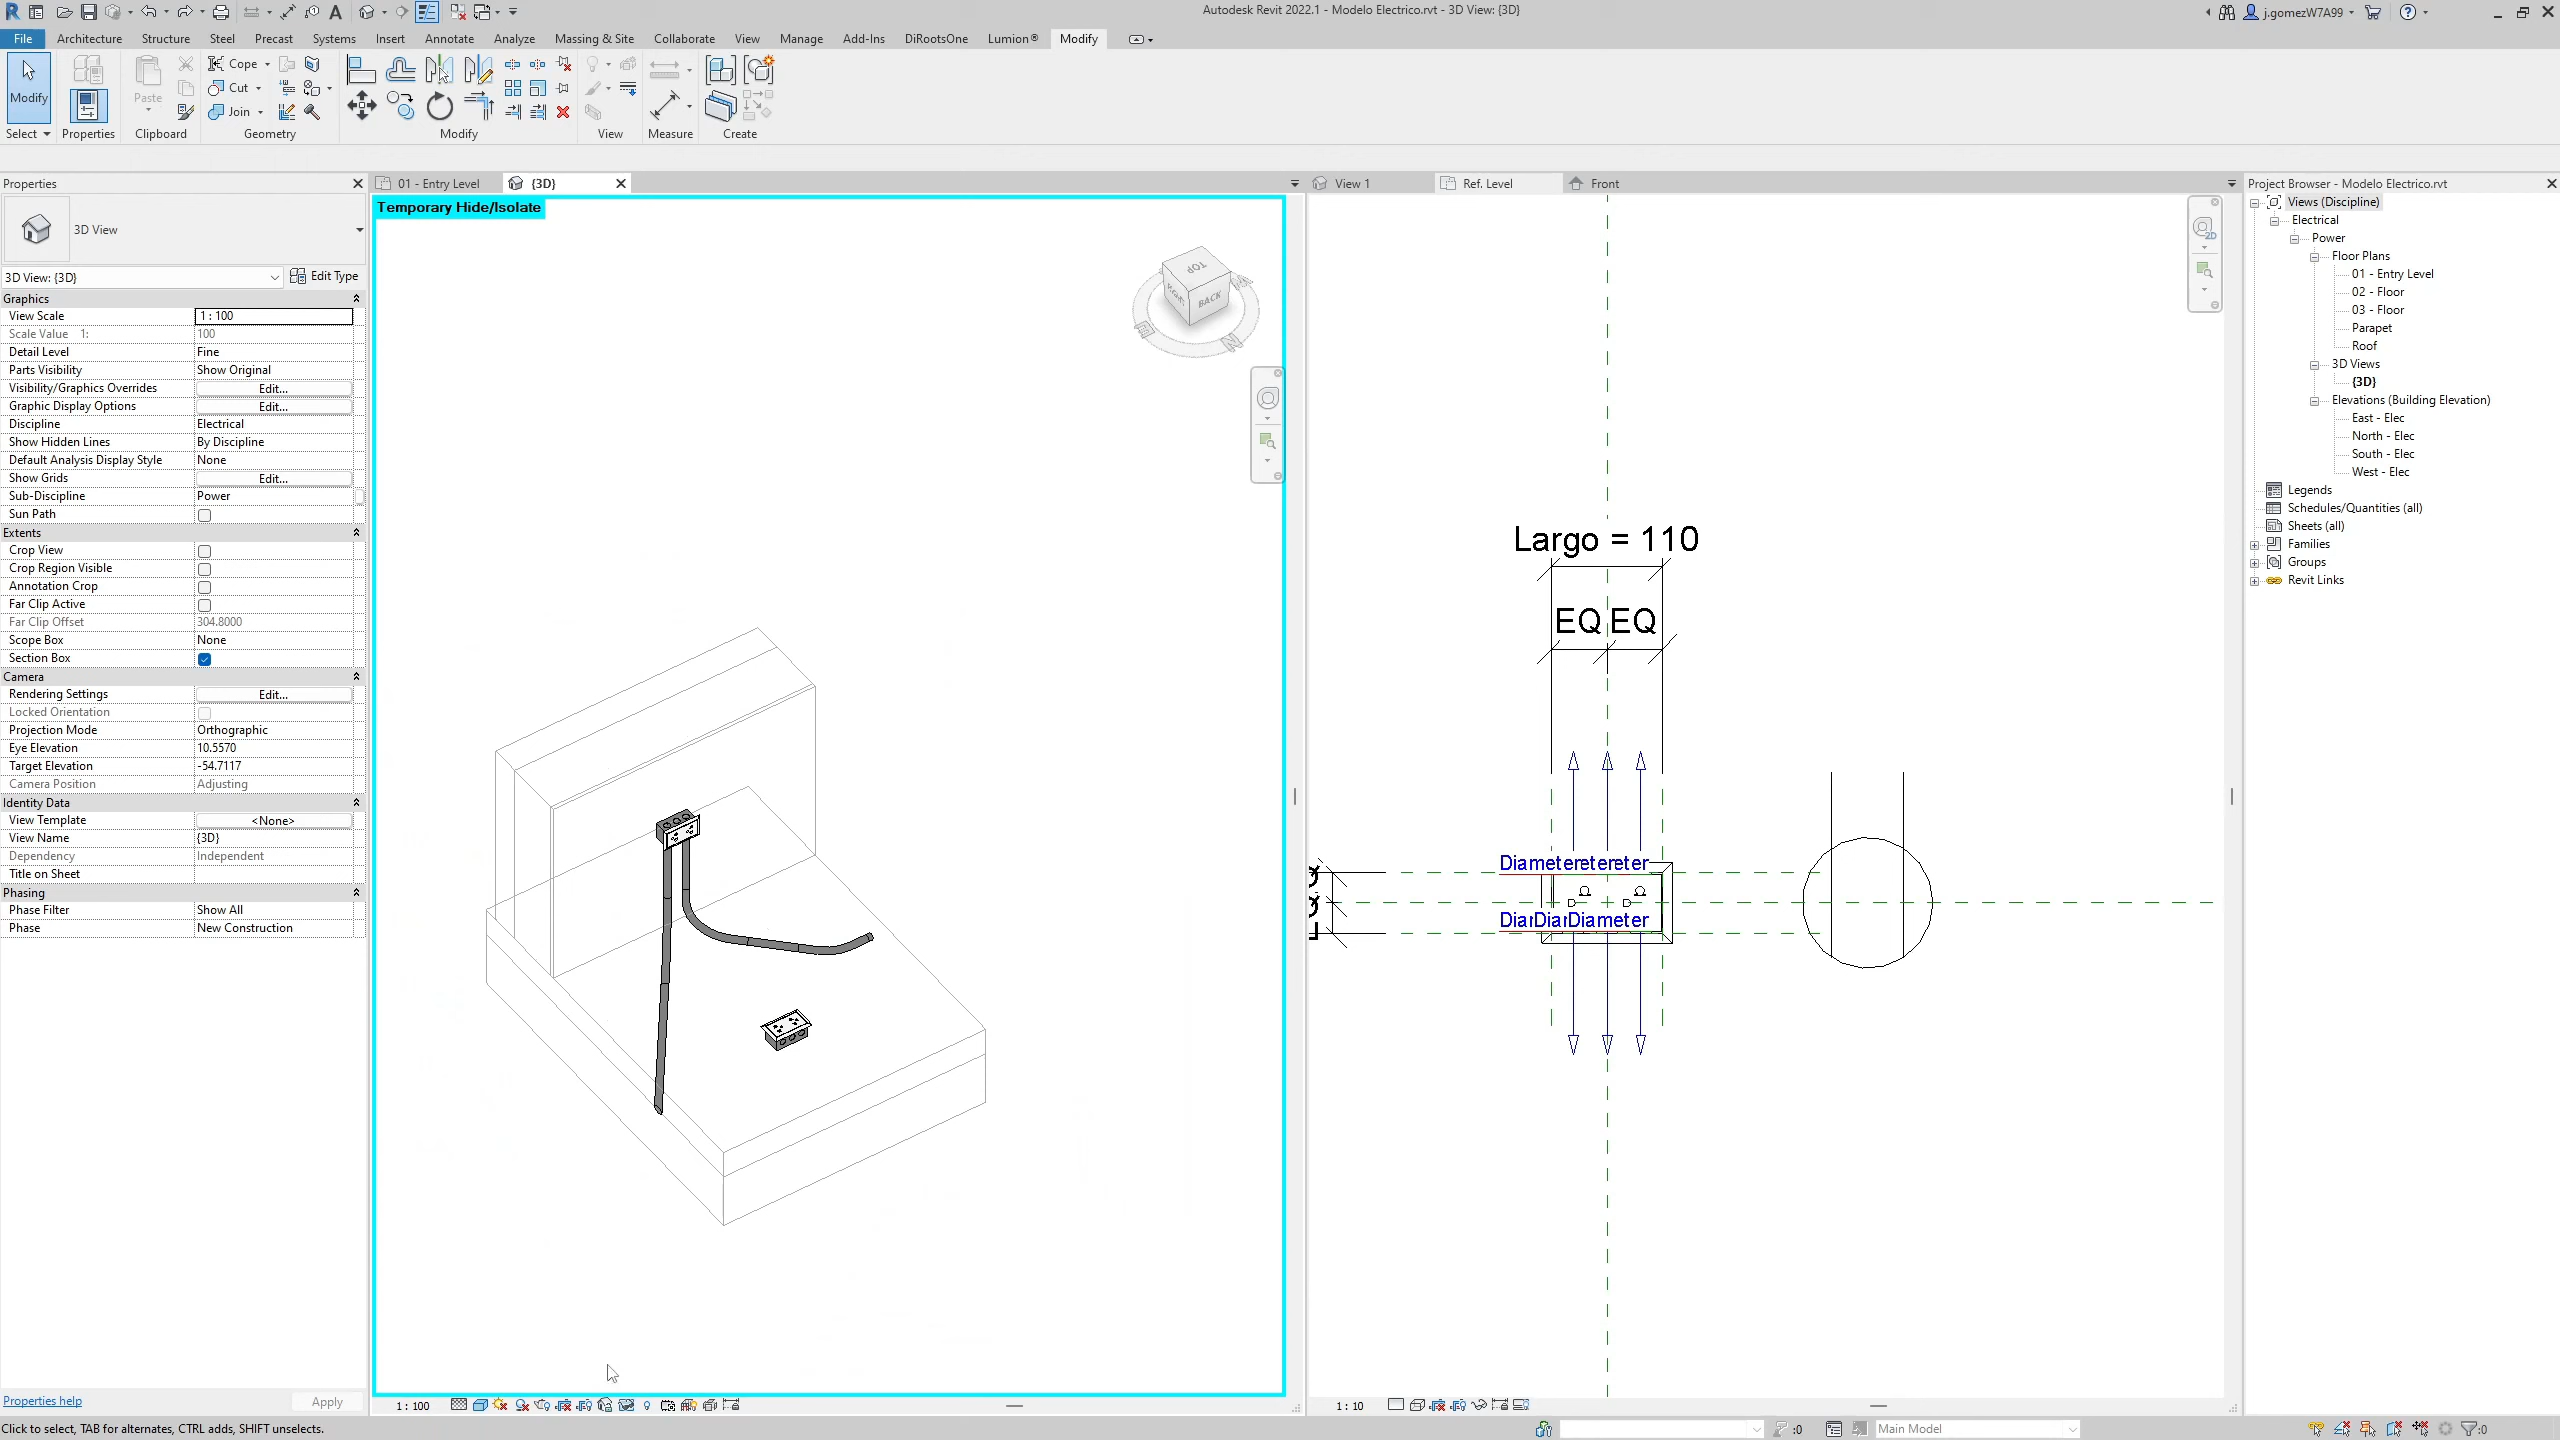 Autodesk Revit 2022.1 - Modelo Electrico.rvt - 3D View: {3D}
j.gomezW7A99
File Architecture Structure Steel Precast Systems Insert Annotate Analyze Massing & Site Collaborate View Manage Add-Ins DiRootsOne Lumion® Modify
Modify
Paste
Cope
Cut
Join
Select Properties Clipboard Geometry Modify View Measure Create
Properties
3D View
3D View: {3D} Edit Type
Graphics
View Scale 1 : 100
Scale Value 1: 100
Detail Level Fine
Parts Visibility Show Original
Visibility/Graphics Overrides Edit...
Graphic Display Options Edit...
Discipline Electrical
Show Hidden Lines By Discipline
Default Analysis Display Style None
Show Grids Edit...
Sub-Discipline Power
Sun Path
Extents
Crop View
Crop Region Visible
Annotation Crop
Far Clip Active
Far Clip Offset 304.8000
Scope Box None
Section Box
Camera
Rendering Settings Edit...
Locked Orientation
Projection Mode Orthographic
Eye Elevation 10.5570
Target Elevation -54.7117
Camera Position Adjusting
Identity Data
View Template <None>
View Name {3D}
Dependency Independent
Title on Sheet
Phasing
Phase Filter Show All
Phase New Construction
Properties help Apply
01 - Entry Level {3D}
Temporary Hide/Isolate
TOP
BACK
N
1 : 100
View 1 Ref. Level Front
2D
Largo = 110
EQ EQ
Diameteretereter
DiarDiarDiameter
1 : 10
Project Browser - Modelo Electrico.rvt
Views (Discipline)
Electrical
Power
Floor Plans
01 - Entry Level
02 - Floor
03 - Floor
Parapet
Roof
3D Views
{3D}
Elevations (Building Elevation)
East - Elec
North - Elec
South - Elec
West - Elec
Legends
Schedules/Quantities (all)
Sheets (all)
Families
Groups
Revit Links
Click to select, TAB for alternates, CTRL adds, SHIFT unselects.
:0 Main Model :0